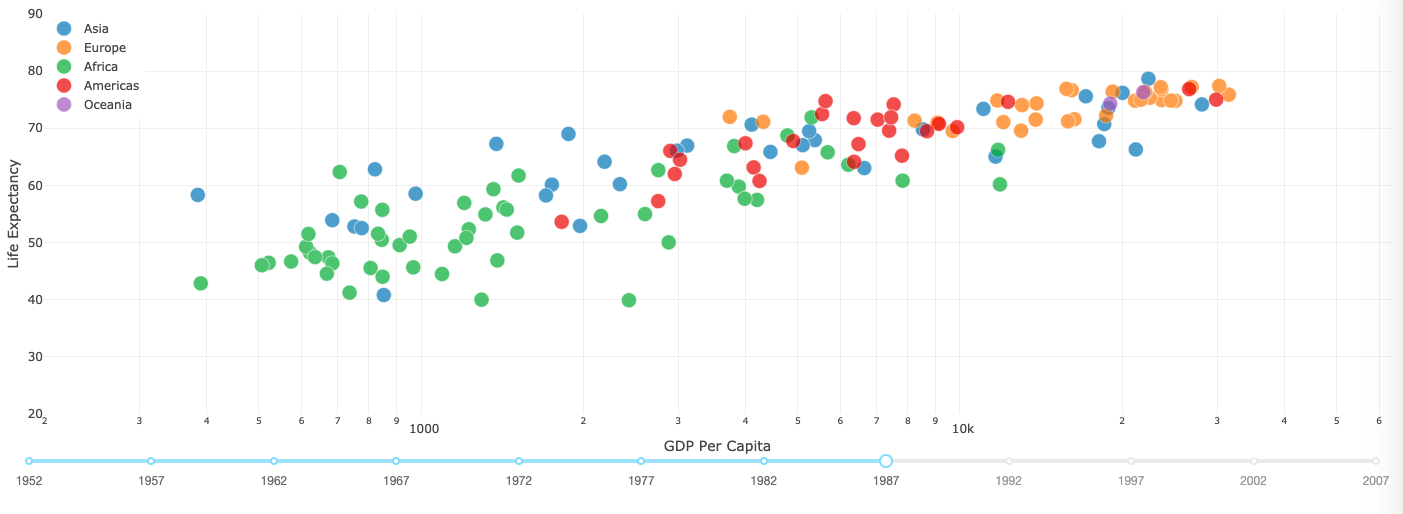 90
80
70
60
50
40
30
20
Life Expectancy
Asia
Europe
Africa
Americas
Oceania
2 3 4 5 6 7 8 9 1000 2 3 4 5 6 7 8 9 10k 2 3 4 5 6
GDP Per Capita
1952 1957 1962 1967 1972 1977 1982 1987 1992 1997 2002 2007